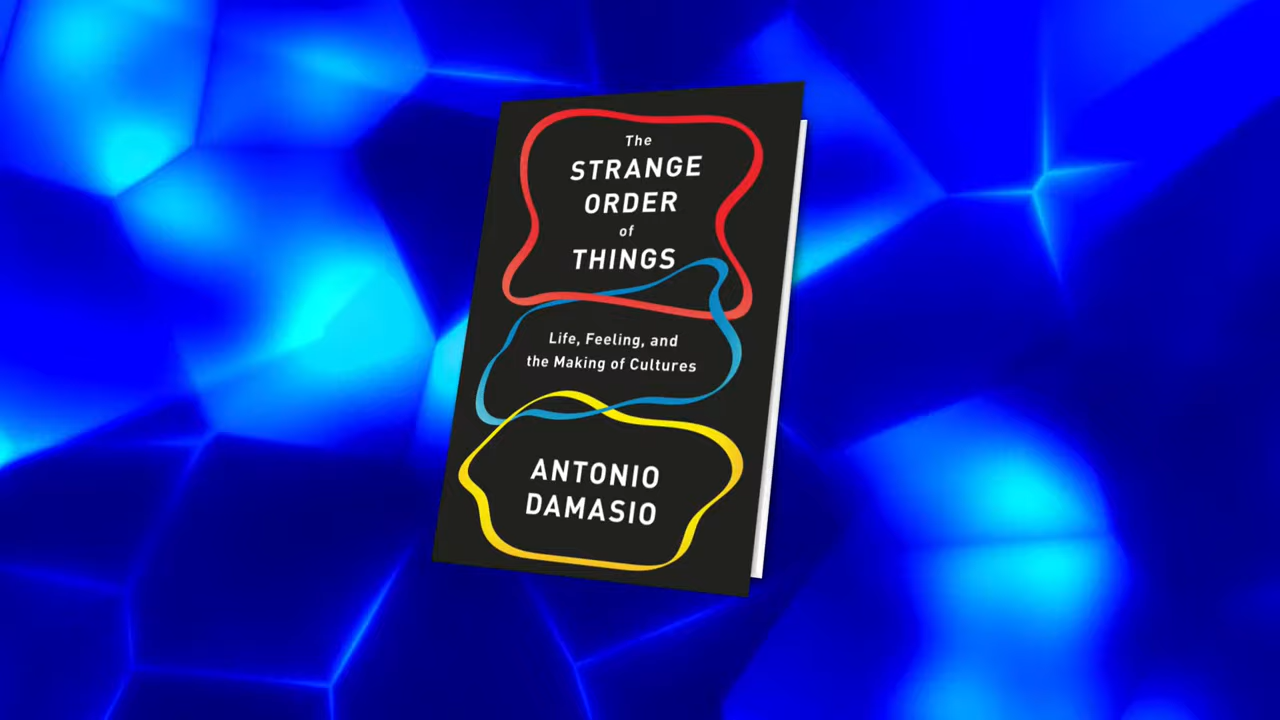 The
STRANGE
ORDER
of
THINGS
Life, Feeling, and
the Making of Cultures
ANTONIO
DAMASIO